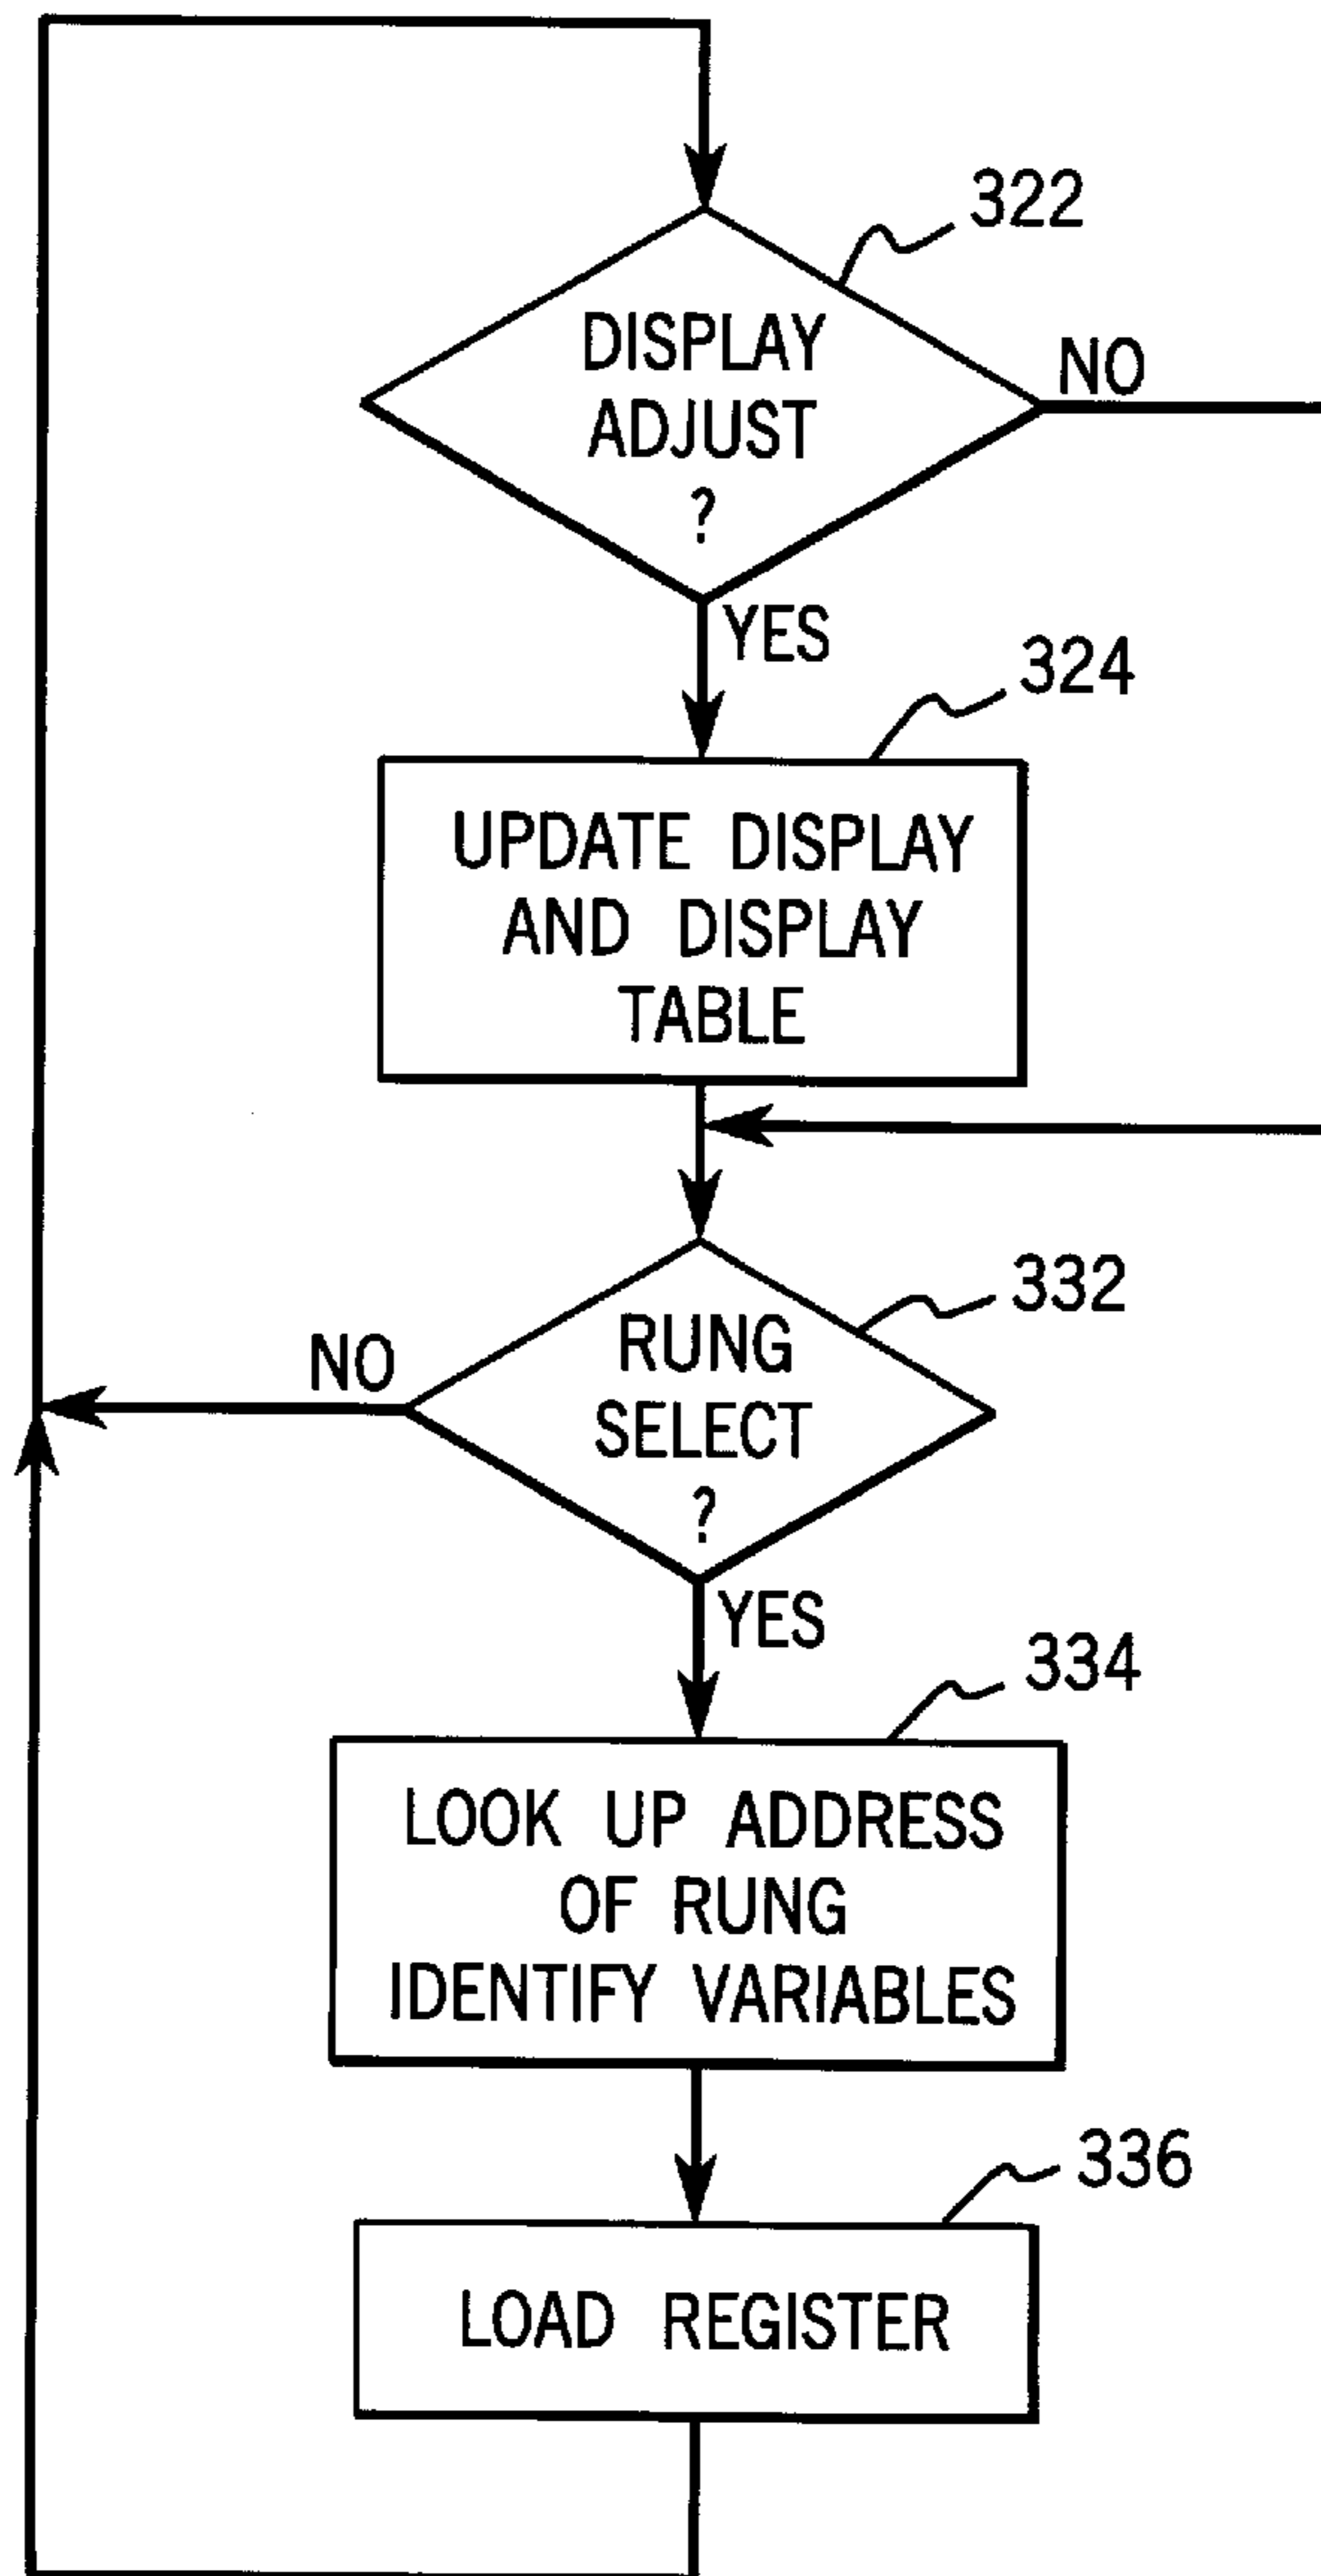 322
DISPLAY
ADJUST
?
NO
YES
324
UPDATE DISPLAY
AND DISPLAY
TABLE
332
RUNG
SELECT
?
NO
YES
334
LOOK UP ADDRESS
OF RUNG
IDENTIFY VARIABLES
336
LOAD REGISTER